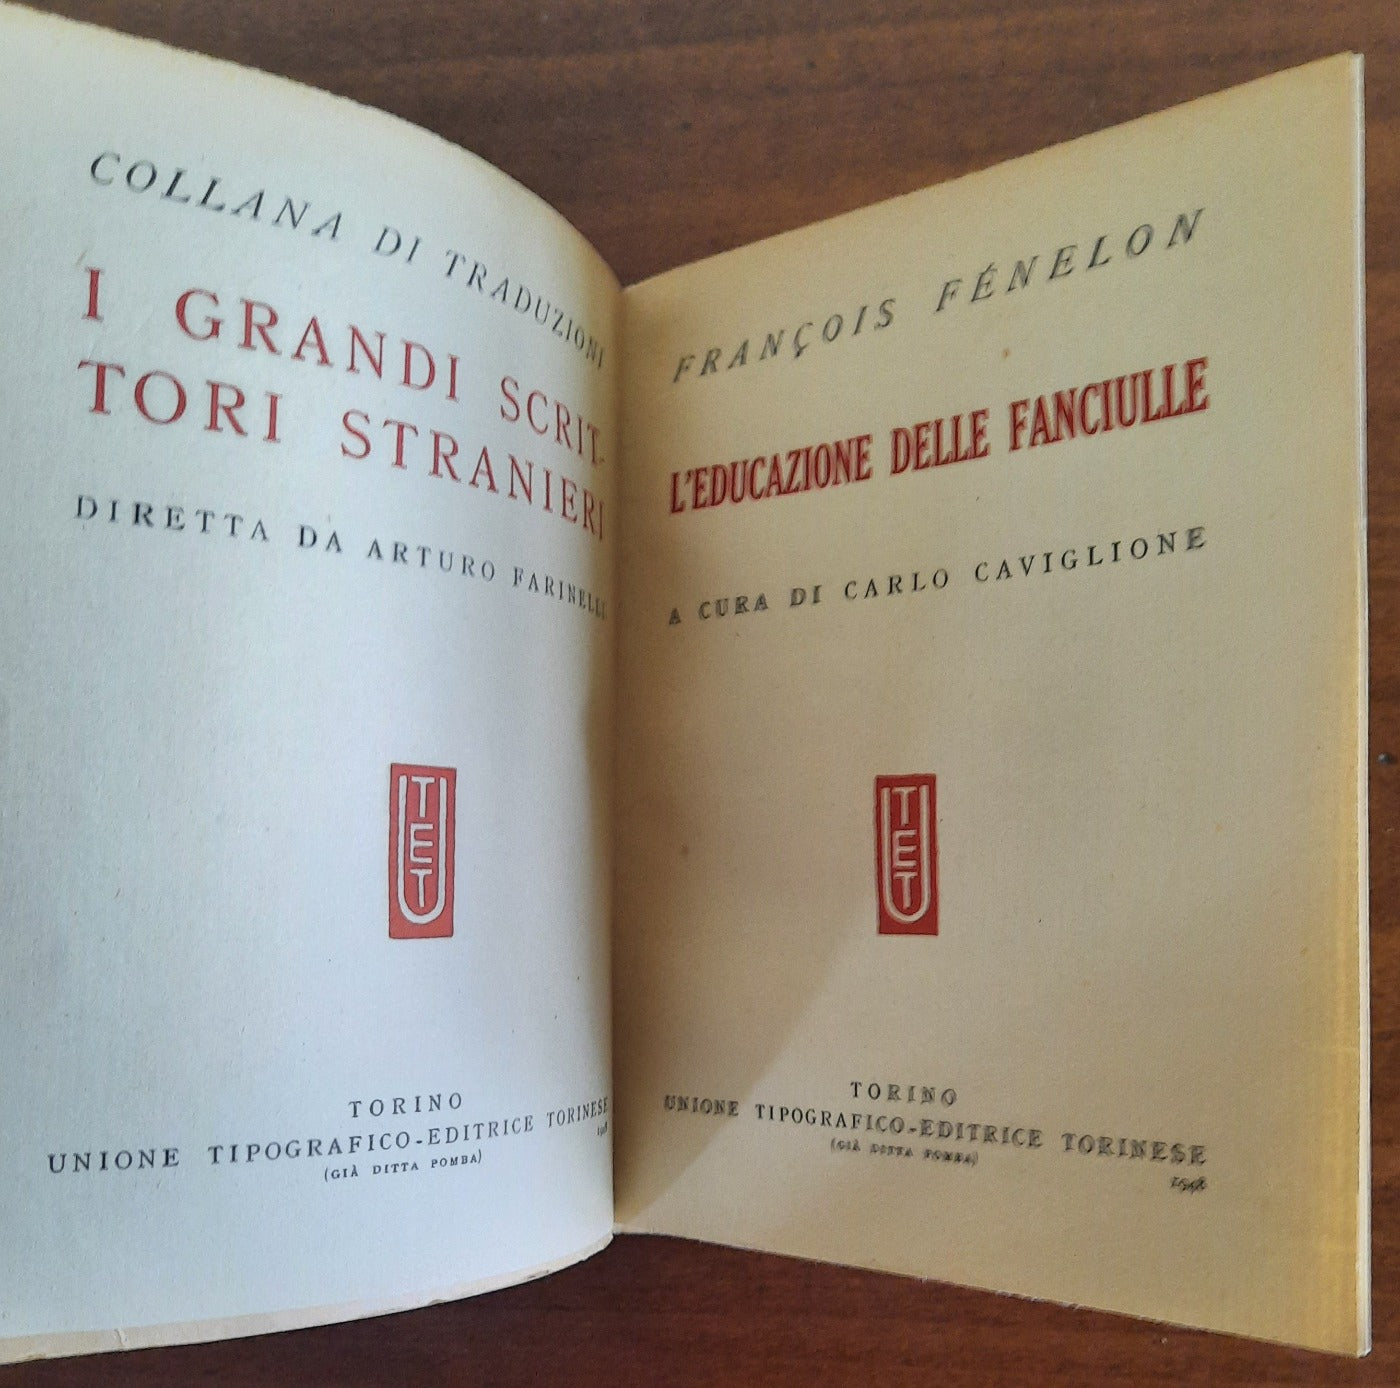 COLLANA DI TRADUZIONI
I GRANDI SCRIT-
TORI STRANIERI
DIRETTA DA ARTURO FARINELLI
UTET
TORINO
UNIONE TIPOGRAFICO-EDITRICE TORINESE
(GIÀ DITTA POMBA)
1948
FRANÇOIS FÉNELON
L'EDUCAZIONE DELLE FANCIULLE
A CURA DI CARLO CAVIGLIONE
UTET
TORINO
UNIONE TIPOGRAFICO-EDITRICE TORINESE
(GIÀ DITTA POMBA)
1948